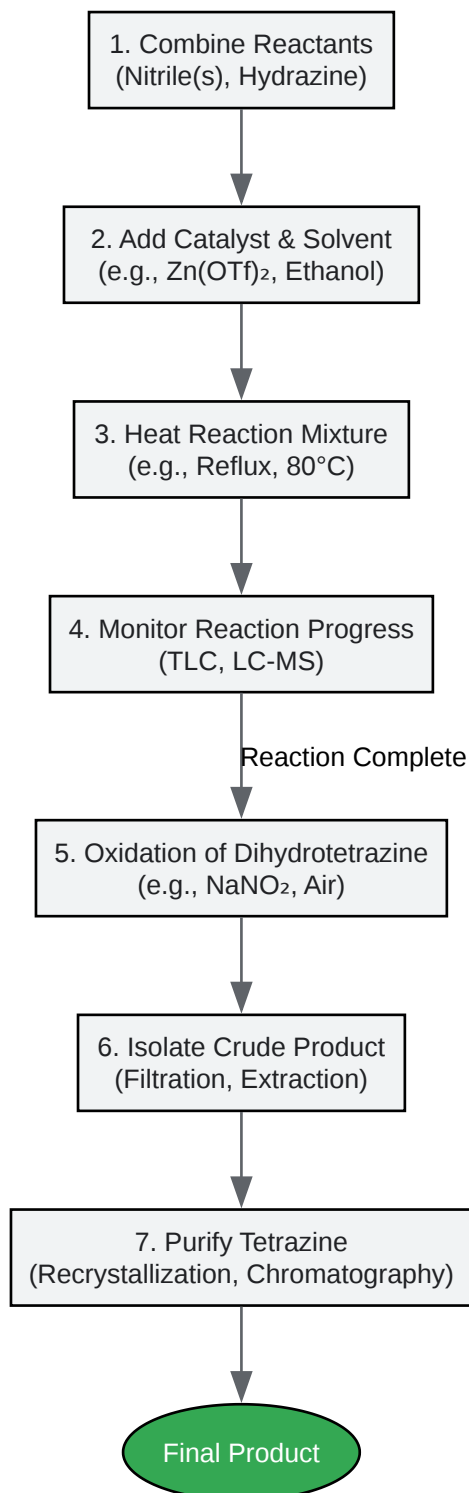 1. Combine Reactants
(Nitrile(s), Hydrazine)
2. Add Catalyst & Solvent
(e.g., Zn(OTf)₂, Ethanol)
3. Heat Reaction Mixture
(e.g., Reflux, 80°C)
4. Monitor Reaction Progress
(TLC, LC-MS)
Reaction Complete
5. Oxidation of Dihydrotetrazine
(e.g., NaNO₂, Air)
6. Isolate Crude Product
(Filtration, Extraction)
7. Purify Tetrazine
(Recrystallization, Chromatography)
Final Product